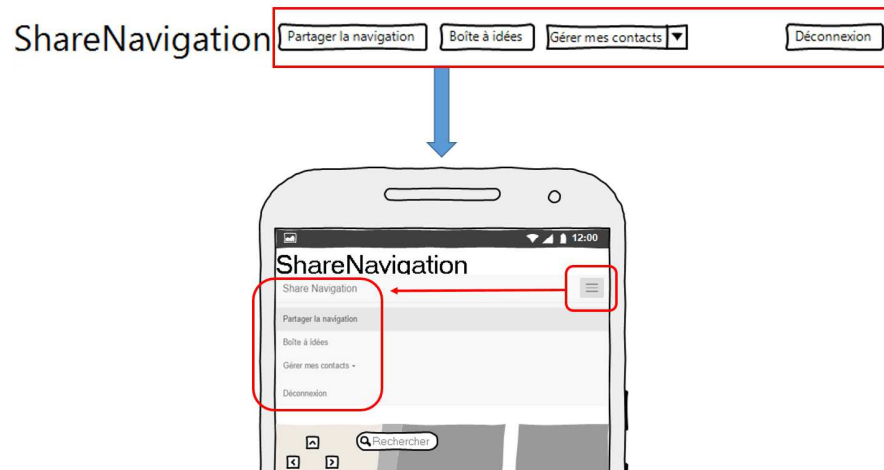 ShareNavigation
Partager la navigation
Boîte à idées
Gérer mes contacts
Déconnexion
12:00
ShareNavigation
Share Navigation
Partager la navigation
Boîte à idées
Gérer mes contacts
Déconnexion
Rechercher